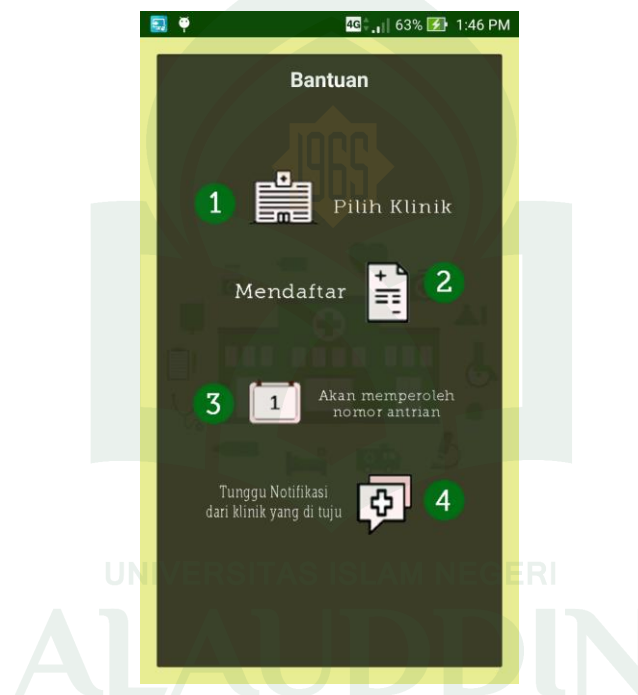 4G 63% 1:46 PM
Bantuan
1965
1 Pilih Klinik
Mendaftar 2
3 1 Akan memperoleh
nomor antrian
Tunggu Notifikasi
dari klinik yang di tuju 4
UNIVERSITAS ISLAM NEGERI
ALAUDDIN